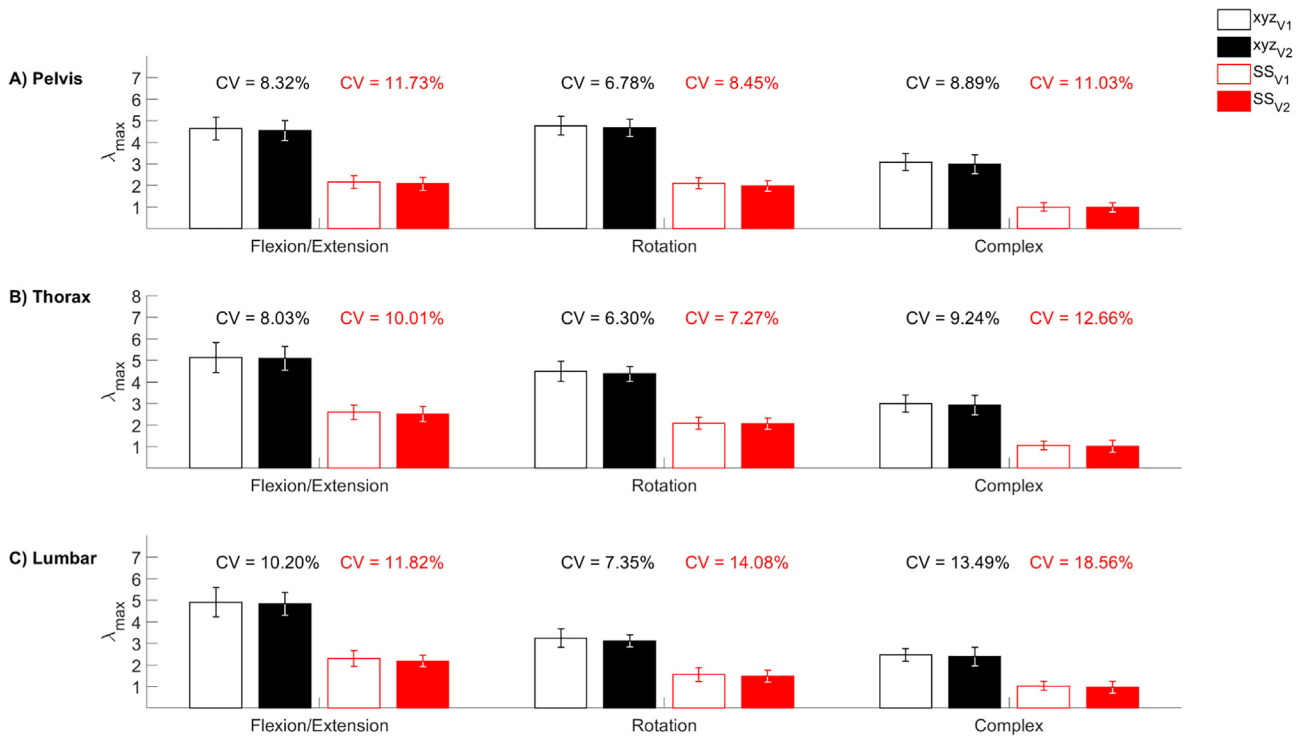 xyzV1
xyzV2
SSV1
SSV2
A) Pelvis
CV = 8.32% CV = 11.73% CV = 6.78% CV = 8.45% CV = 8.89% CV = 11.03%
7
6
5
4
3
2
1
λmax
Flexion/Extension Rotation Complex
B) Thorax
CV = 8.03% CV = 10.01% CV = 6.30% CV = 7.27% CV = 9.24% CV = 12.66%
8
7
6
5
4
3
2
1
λmax
Flexion/Extension Rotation Complex
C) Lumbar
CV = 10.20% CV = 11.82% CV = 7.35% CV = 14.08% CV = 13.49% CV = 18.56%
7
6
5
4
3
2
1
λmax
Flexion/Extension Rotation Complex